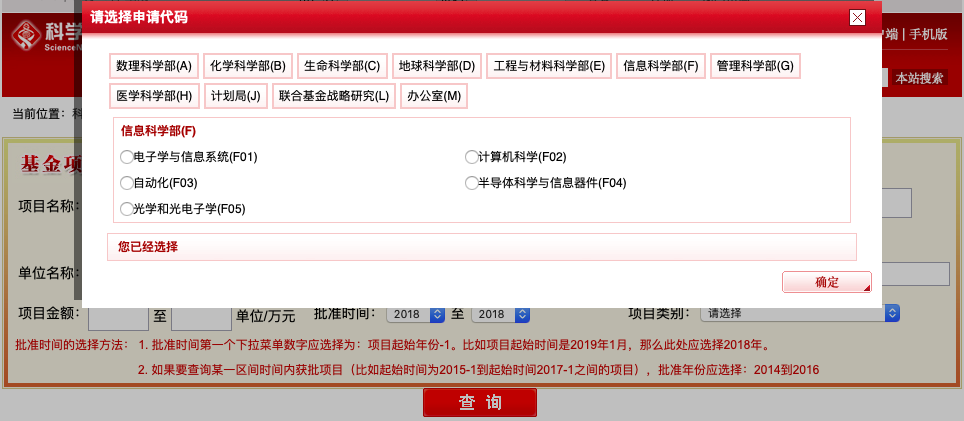 请选择申请代码
科学
ScienceN
户端 | 手机版
数理科学部(A) 化学科学部(B) 生命科学部(C) 地球科学部(D) 工程与材料科学部(E) 信息科学部(F) 管理科学部(G)
本站搜索
医学科学部(H) 计划局(J) 联合基金战略研究(L) 办公室(M)
当前位置：科
信息科学部(F)
电子学与信息系统(F01) 计算机科学(F02)
基金项
自动化(F03) 半导体科学与信息器件(F04)
项目名称：
光学和光电子学(F05)
您已经选择
单位名称：
确定
项目金额： 至 单位/万元 批准时间： 2018 至 2018 项目类别： 请选择
批准时间的选择方法： 1. 批准时间第一个下拉菜单数字应选择为：项目起始年份-1。比如项目起始时间是2019年1月，那么此处应选择2018年。
2. 如果要查询某一区间时间内获批项目（比如起始时间为2015-1到起始时间2017-1之间的项目），批准年份应选择：2014到2016
查 询